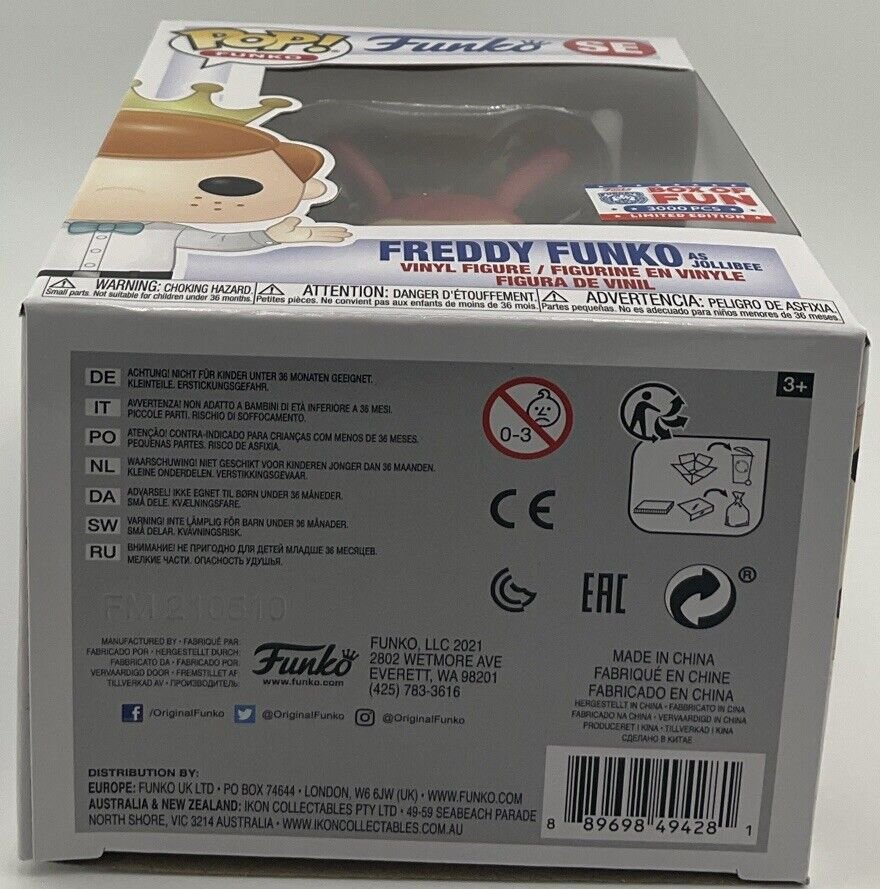 POP!
FUNKO
Funko
SE
BOX OF
FUN
3000 PCS
LIMITED EDITION
FREDDY FUNKO AS JOLLIBEE
VINYL FIGURE / FIGURINE EN VINYLE
FIGURA DE VINIL
WARNING: CHOKING HAZARD.
Small parts. Not suitable for children under 36 months.
ATTENTION: DANGER D'ÉTOUFFEMENT.
Petites pièces. Ne convient pas aux enfants de moins de 36 mois.
ADVERTENCIA: PELIGRO DE ASFIXIA.
Partes pequeñas. No es adecuado para niños menores de 36 meses.
3+
DE ACHTUNG! NICHT FÜR KINDER UNTER 36 MONATEN GEEIGNET.
KLEINTEILE. ERSTICKUNGSGEFAHR.
IT AVVERTENZA! NON ADATTO A BAMBINI DI ETÀ INFERIORE A 36 MESI.
PICCOLE PARTI. RISCHIO DI SOFFOCAMENTO.
PO ATENÇÃO! CONTRA-INDICADO PARA CRIANÇAS COM MENOS DE 36 MESES.
PEQUENAS PARTES. RISCO DE ASFIXIA.
NL WAARSCHUWING! NIET GESCHIKT VOOR KINDEREN JONGER DAN 36 MAANDEN.
KLEINE ONDERDELEN. VERSTIKKINGSGEVAAR.
DA ADVARSEL! IKKE EGNET TIL BØRN UNDER 36 MÅNEDER.
SMÅ DELE. KVÆLNINGSFARE.
SW VARNING! INTE LÄMPLIG FÖR BARN UNDER 36 MÅNADER.
SMÅ DELAR. KVÄVNINGSRISK.
RU ВНИМАНИЕ! НЕ ПРИГОДНО ДЛЯ ДЕТЕЙ МЛАДШЕ 36 МЕСЯЦЕВ.
МЕЛКИЕ ЧАСТИ. ОПАСНОСТЬ УДУШЬЯ.
0-3
CE
EAC
®
FM 210510
MANUFACTURED BY • FABRIQUÉ PAR
FABRICADO POR • HERGESTELLT DURCH
FABBRICATO DA • FABRICADO POR
VERVAARDIGD DOOR • FREMSTILLET AF
TILLVERKAD AV • ПРОИЗВОДИТЕЛЬ
Funko
www.funko.com
FUNKO, LLC 2021
2802 WETMORE AVE
EVERETT, WA 98201
(425) 783-3616
/OriginalFunko @OriginalFunko @OriginalFunko
MADE IN CHINA
FABRIQUÉ EN CHINE
FABRICADO EN CHINA
HERGESTELLT IN CHINA • FABBRICATO IN CINA
FABRICADO NA CHINA • VERVAARDIGD IN CHINA
PRODUCERET I KINA • TILLVERKAD I KINA
СДЕЛАНО В КИТАЕ
DISTRIBUTION BY:
EUROPE: FUNKO UK LTD • PO BOX 74644 • LONDON, W6 6JW (UK) • WWW.FUNKO.COM
AUSTRALIA & NEW ZEALAND: IKON COLLECTABLES PTY LTD • 49-59 SEABEACH PARADE
NORTH SHORE, VIC 3214 AUSTRALIA • WWW.IKONCOLLECTABLES.COM.AU
8 89698 49428 1